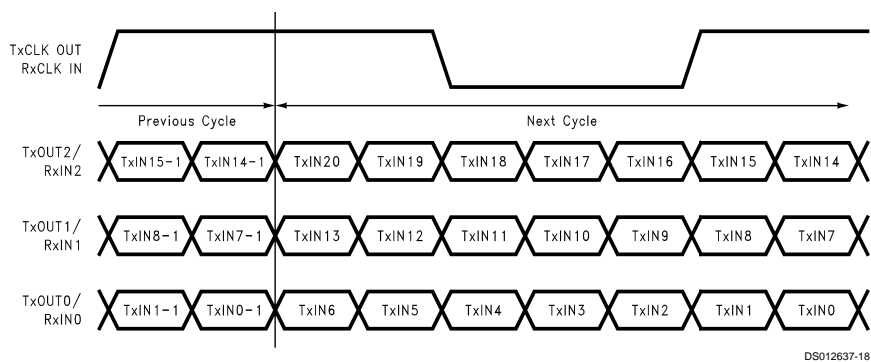 TxCLK OUT
RxCLK IN
Previous Cycle Next Cycle
TxOUT2/
RxIN2
TxIN15-1 TxIN14-1 TxIN20 TxIN19 TxIN18 TxIN17 TxIN16 TxIN15 TxIN14
TxOUT1/
RxIN1
TxIN8-1 TxIN7-1 TxIN13 TxIN12 TxIN11 TxIN10 TxIN9 TxIN8 TxIN7
TxOUT0/
RxIN0
TxIN1-1 TxIN0-1 TxIN6 TxIN5 TxIN4 TxIN3 TxIN2 TxIN1 TxIN0
DS012637-18